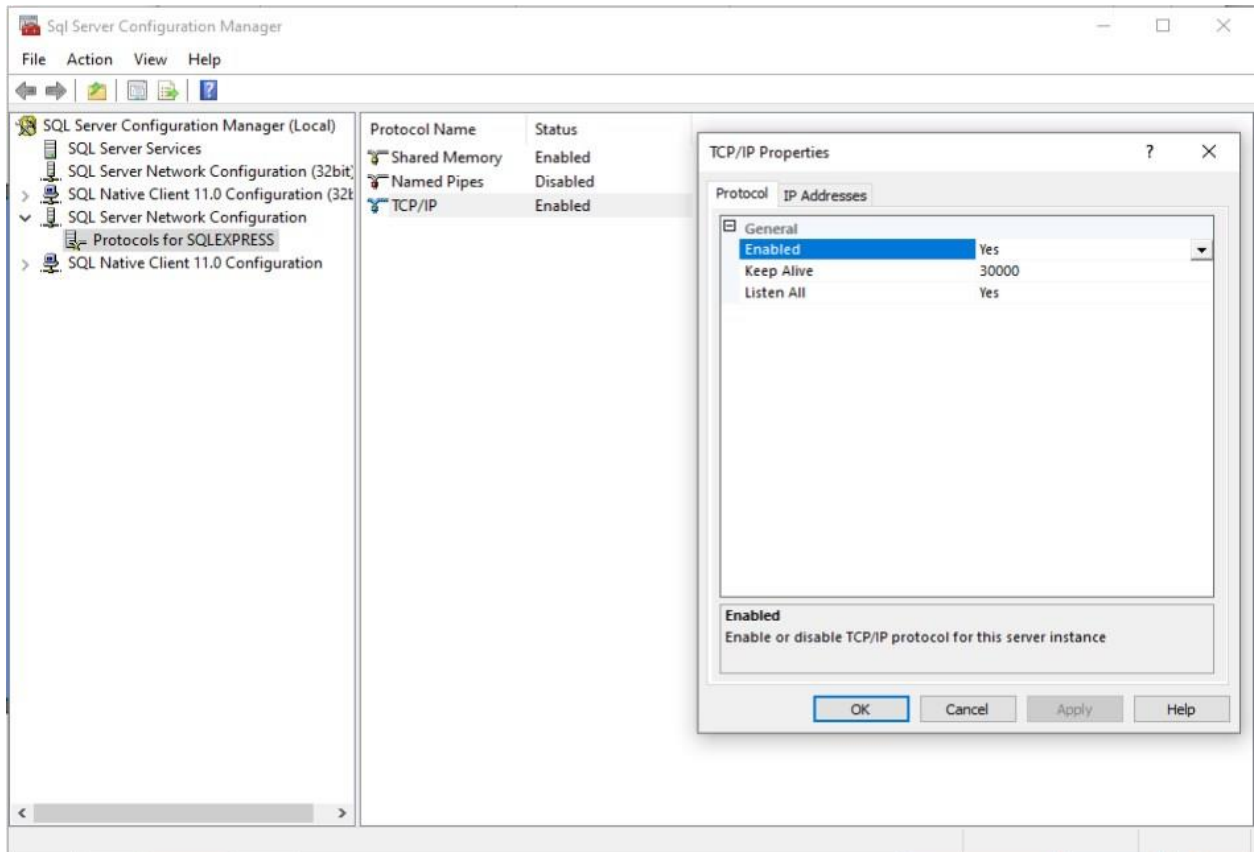 Sql Server Configuration Manager
File Action View Help
SQL Server Configuration Manager (Local)
SQL Server Services
SQL Server Network Configuration (32bit)
SQL Native Client 11.0 Configuration (32b
SQL Server Network Configuration
Protocols for SQLEXPRESS
SQL Native Client 11.0 Configuration
Protocol Name Status
Shared Memory Enabled
Named Pipes Disabled
TCP/IP Enabled
TCP/IP Properties
Protocol IP Addresses
General
Enabled Yes
Keep Alive 30000
Listen All Yes
Enabled
Enable or disable TCP/IP protocol for this server instance
OK Cancel Apply Help